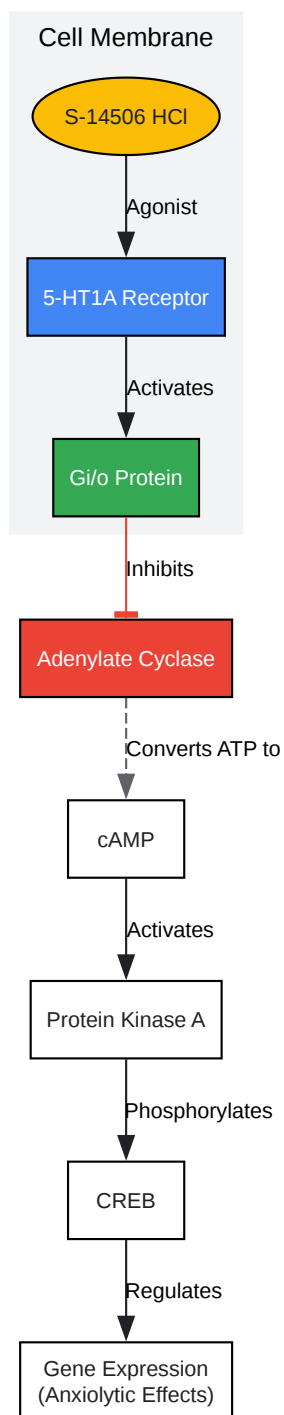 Cell Membrane
S-14506 HCl
Agonist
5-HT1A Receptor
Activates
Gi/o Protein
Inhibits
Adenylate Cyclase
Converts ATP to
cAMP
Activates
Protein Kinase A
Phosphorylates
CREB
Regulates
Gene Expression
(Anxiolytic Effects)